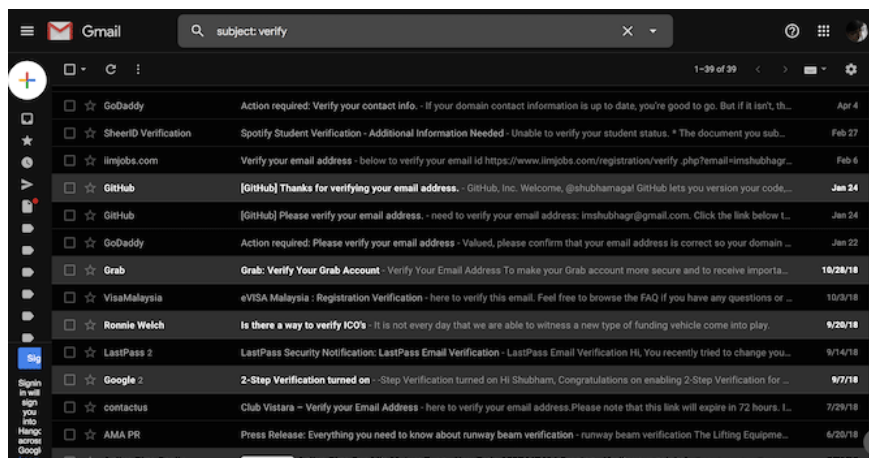 Gmail
subject: verify
1–39 of 39
GoDaddy Action required: Verify your contact info. - If your domain contact information is up to date, you're good to go. But if it isn't, th... Apr 4
SheerID Verification Spotify Student Verification - Additional Information Needed - Unable to verify your student status. * The document you sub... Feb 27
iimjobs.com Verify your email address - below to verify your email id https://www.iimjobs.com/registration/verify .php?email=imshubhagr... Feb 6
GitHub [GitHub] Thanks for verifying your email address. - GitHub, Inc. Welcome, @shubhamaga! GitHub lets you version your code,... Jan 24
GitHub [GitHub] Please verify your email address. - need to verify your email address: imshubhagr@gmail.com. Click the link below t... Jan 24
GoDaddy Action required: Please verify your email address - Valued, please confirm that your email address is correct so your domain ... Jan 22
Grab Grab: Verify Your Grab Account - Verify Your Email Address To make your Grab account more secure and to receive importa... 10/28/18
VisaMalaysia eVISA Malaysia : Registration Verification - here to verify this email. Feel free to browse the FAQ if you have any questions or ... 10/3/18
Ronnie Welch Is there a way to verify ICO's - It is not every day that we are able to witness a new type of funding vehicle come into play. 9/20/18
LastPass 2 LastPass Security Notification: LastPass Email Verification - LastPass Email Verification Hi, You recently tried to change you... 9/14/18
Google 2 2-Step Verification turned on - -Step Verification turned on Hi Shubham, Congratulations on enabling 2-Step Verification for ... 9/7/18
contactus Club Vistara – Verify your Email Address - here to verify your email address.Please note that this link will expire in 72 hours. I... 7/29/18
AMA PR Press Release: Everything you need to know about runway beam verification - runway beam verification The Lifting Equipme... 6/20/18
Sig
Signin
in will
sign
you
into
Hangc
across
Googl